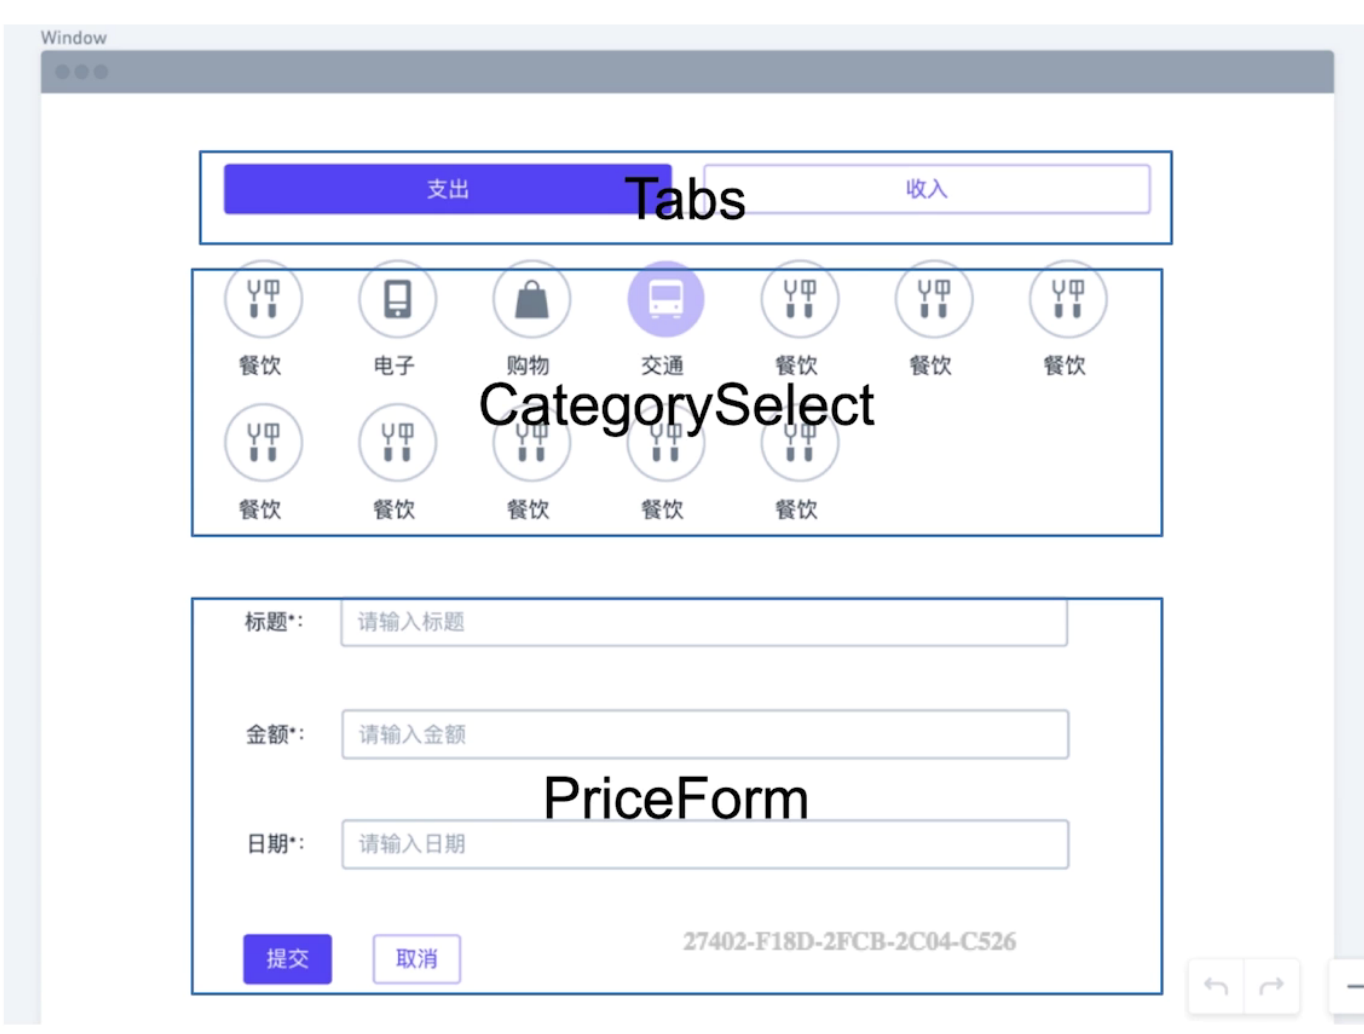 Window
支出
Tabs
收入
餐饮 电子 购物 交通 餐饮 餐饮 餐饮
CategorySelect
餐饮 餐饮 餐饮 餐饮 餐饮
标题*: 请输入标题
金额*: 请输入金额
PriceForm
日期*: 请输入日期
27402-F18D-2FCB-2C04-C526
提交 取消